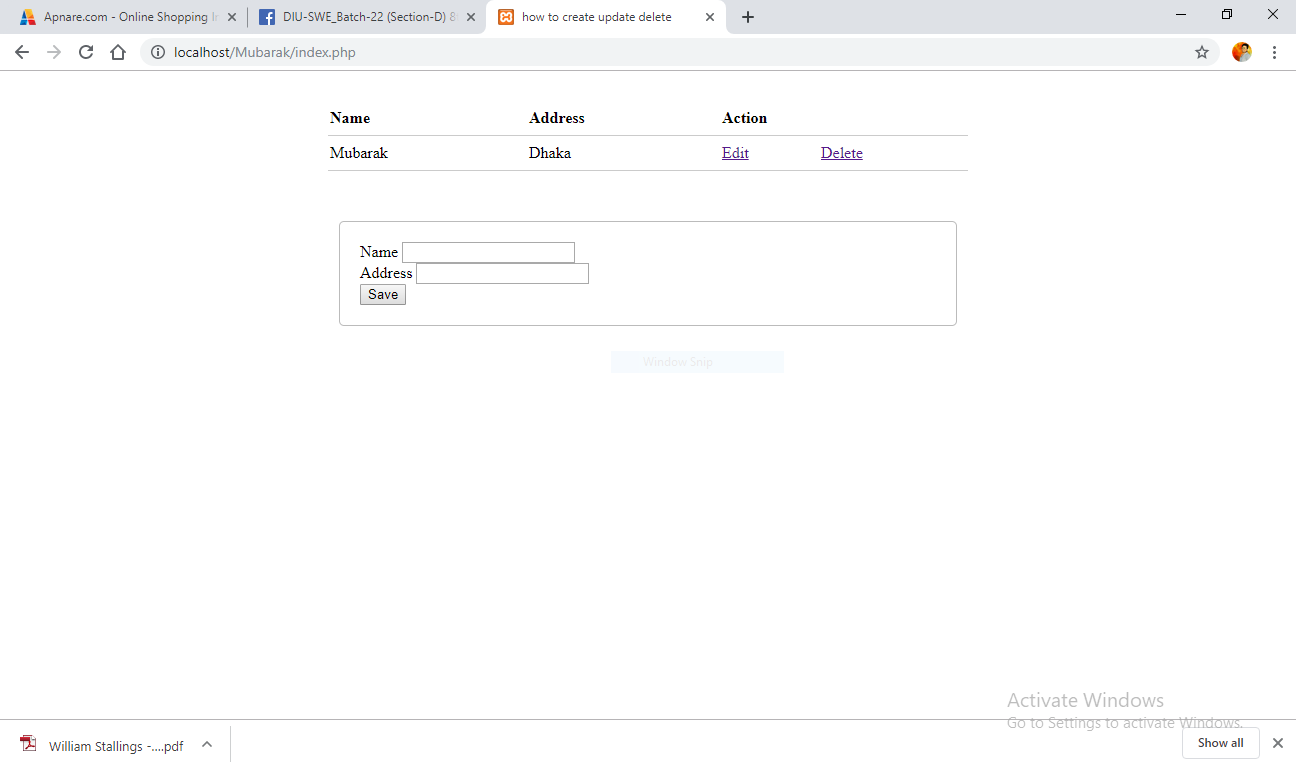 Apnare.com - Online Shopping I
DIU-SWE_Batch-22 (Section-D) 8
how to create update delete
localhost/Mubarak/index.php
Name Address Action
Mubarak Dhaka Edit Delete
Name
Address
Save
Window Snip
Activate Windows
Go to Settings to activate Windows.
William Stallings -....pdf
Show all